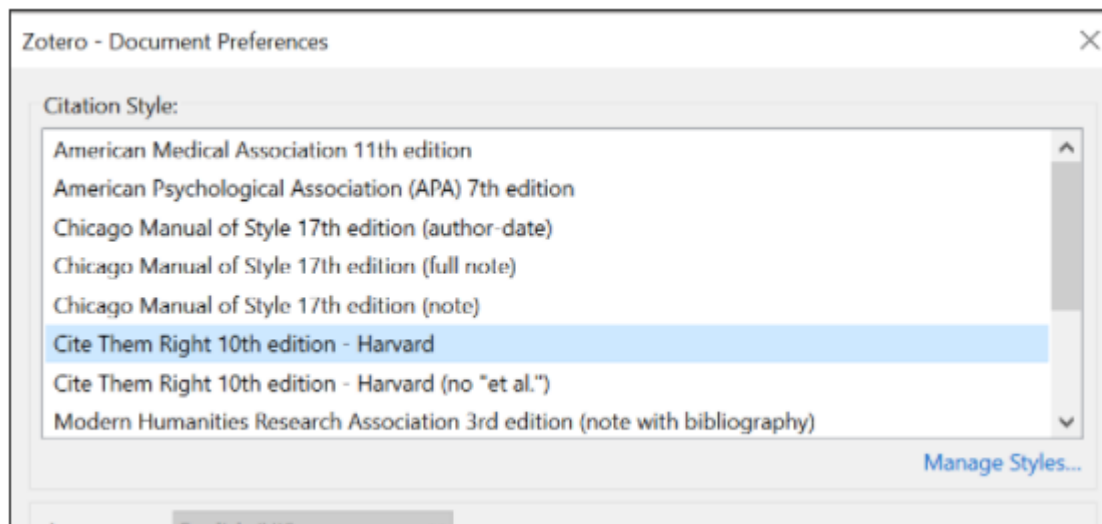 Zotero - Document Preferences
Citation Style:
American Medical Association 11th edition
American Psychological Association (APA) 7th edition
Chicago Manual of Style 17th edition (author-date)
Chicago Manual of Style 17th edition (full note)
Chicago Manual of Style 17th edition (note)
Cite Them Right 10th edition - Harvard
Cite Them Right 10th edition - Harvard (no "et al.")
Modern Humanities Research Association 3rd edition (note with bibliography)
Manage Styles...